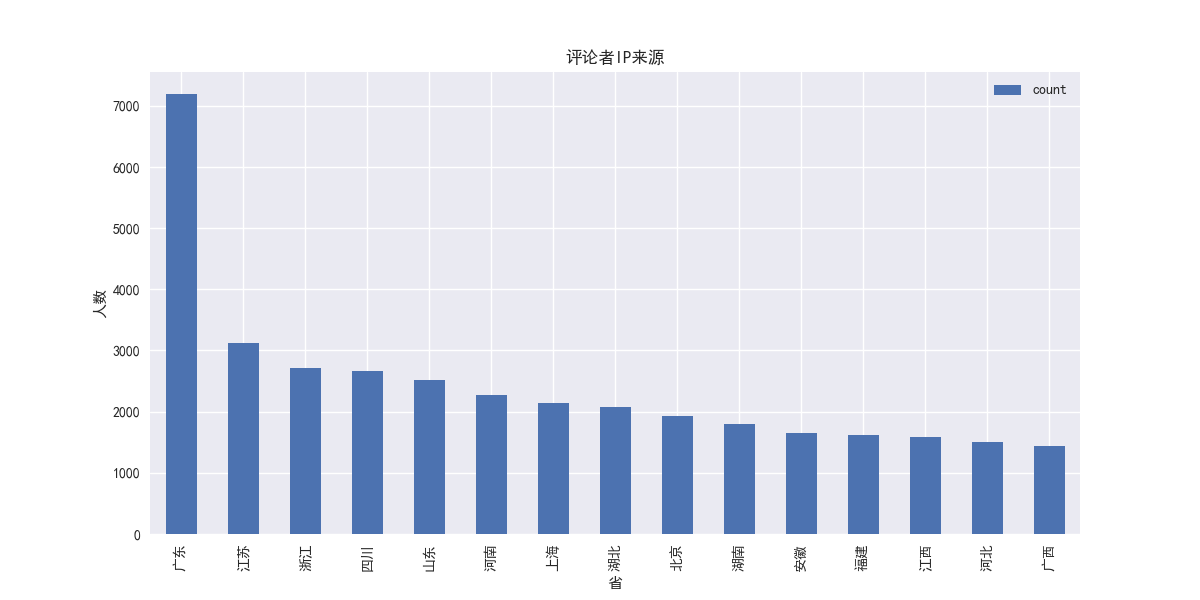 评论者IP来源
count
人数
7000
6000
5000
4000
3000
2000
1000
0
广东
江苏
浙江
四川
山东
河南
上海
湖北
北京
湖南
安徽
福建
江西
河北
广西
省